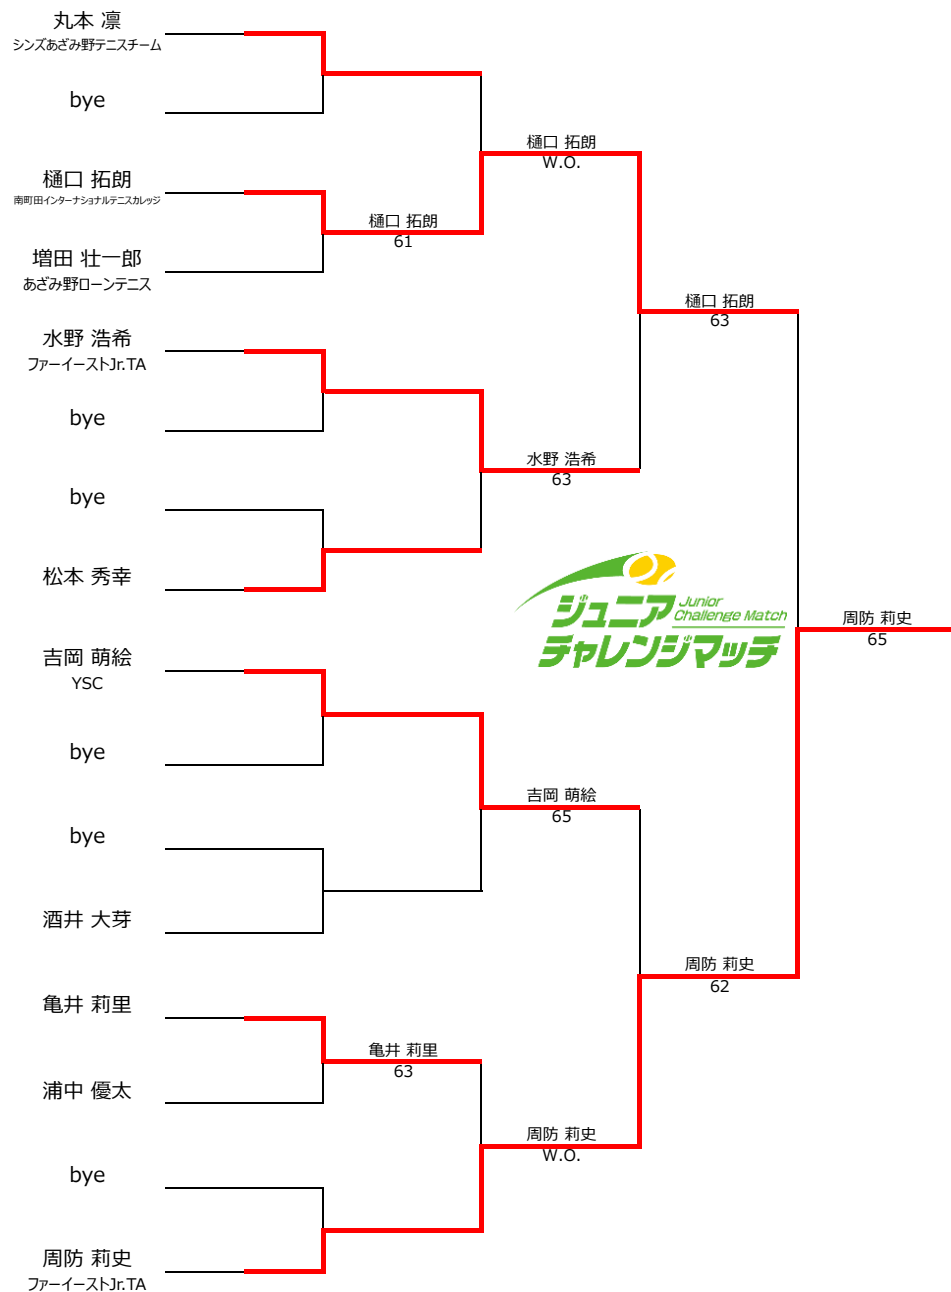 丸本 凛
シンズあざみ野テニスチーム
bye
樋口 拓朗
W.O.
樋口 拓朗
南町田インターナショナルテニスカレッジ
樋口 拓朗
61
増田 壮一郎
あざみ野ローンテニス
樋口 拓朗
63
水野 浩希
ファーイーストJr.TA
bye
水野 浩希
63
bye
松本 秀幸
ジュニア
Junior
Challenge Match
チャレンジマッチ
周防 莉史
65
吉岡 萌絵
YSC
bye
吉岡 萌絵
65
bye
酒井 大芽
周防 莉史
62
亀井 莉里
亀井 莉里
63
浦中 優太
周防 莉史
W.O.
bye
周防 莉史
ファーイーストJr.TA